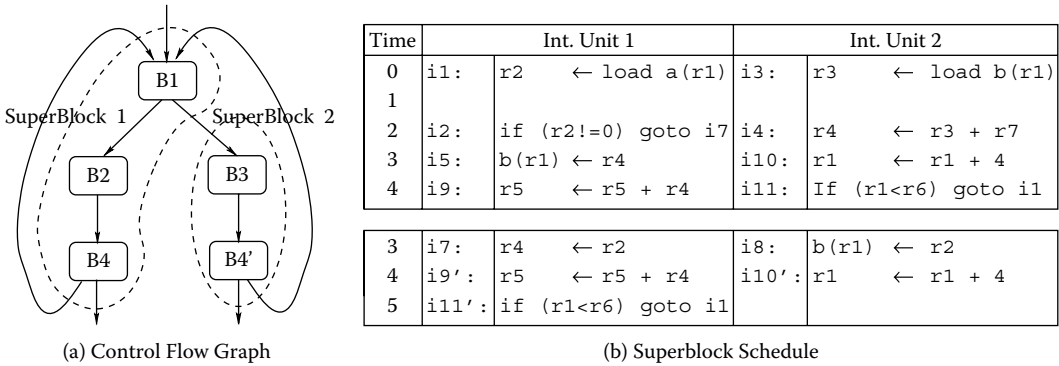 B1
SuperBlock 1
SuperBlock 2
B2
B3
B4
B4'
(a) Control Flow Graph
Time Int. Unit 1 Int. Unit 2
0 i1: r2 ← load a(r1) i3: r3 ← load b(r1)
1
2 i2: if (r2!=0) goto i7 i4: r4 ← r3 + r7
3 i5: b(r1) ← r4 i10: r1 ← r1 + 4
4 i9: r5 ← r5 + r4 i11: If (r1<r6) goto i1
3 i7: r4 ← r2 i8: b(r1) ← r2
4 i9': r5 ← r5 + r4 i10': r1 ← r1 + 4
5 i11': if (r1<r6) goto i1
(b) Superblock Schedule